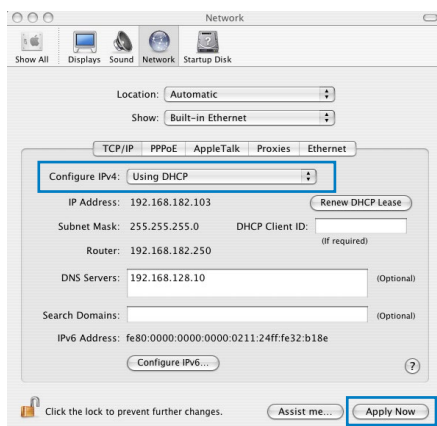 Network
Show All Displays Sound Network Startup Disk
Location: Automatic
Show: Built-in Ethernet
TCP/IP PPPoE AppleTalk Proxies Ethernet
Configure IPv4: Using DHCP
IP Address: 192.168.182.103 Renew DHCP Lease
Subnet Mask: 255.255.255.0 DHCP Client ID:
(If required)
Router: 192.168.182.250
DNS Servers: 192.168.128.10 (Optional)
Search Domains: (Optional)
IPv6 Address: fe80:0000:0000:0000:0211:24ff:fe32:b18e
Configure IPv6... ?
Click the lock to prevent further changes. Assist me... Apply Now